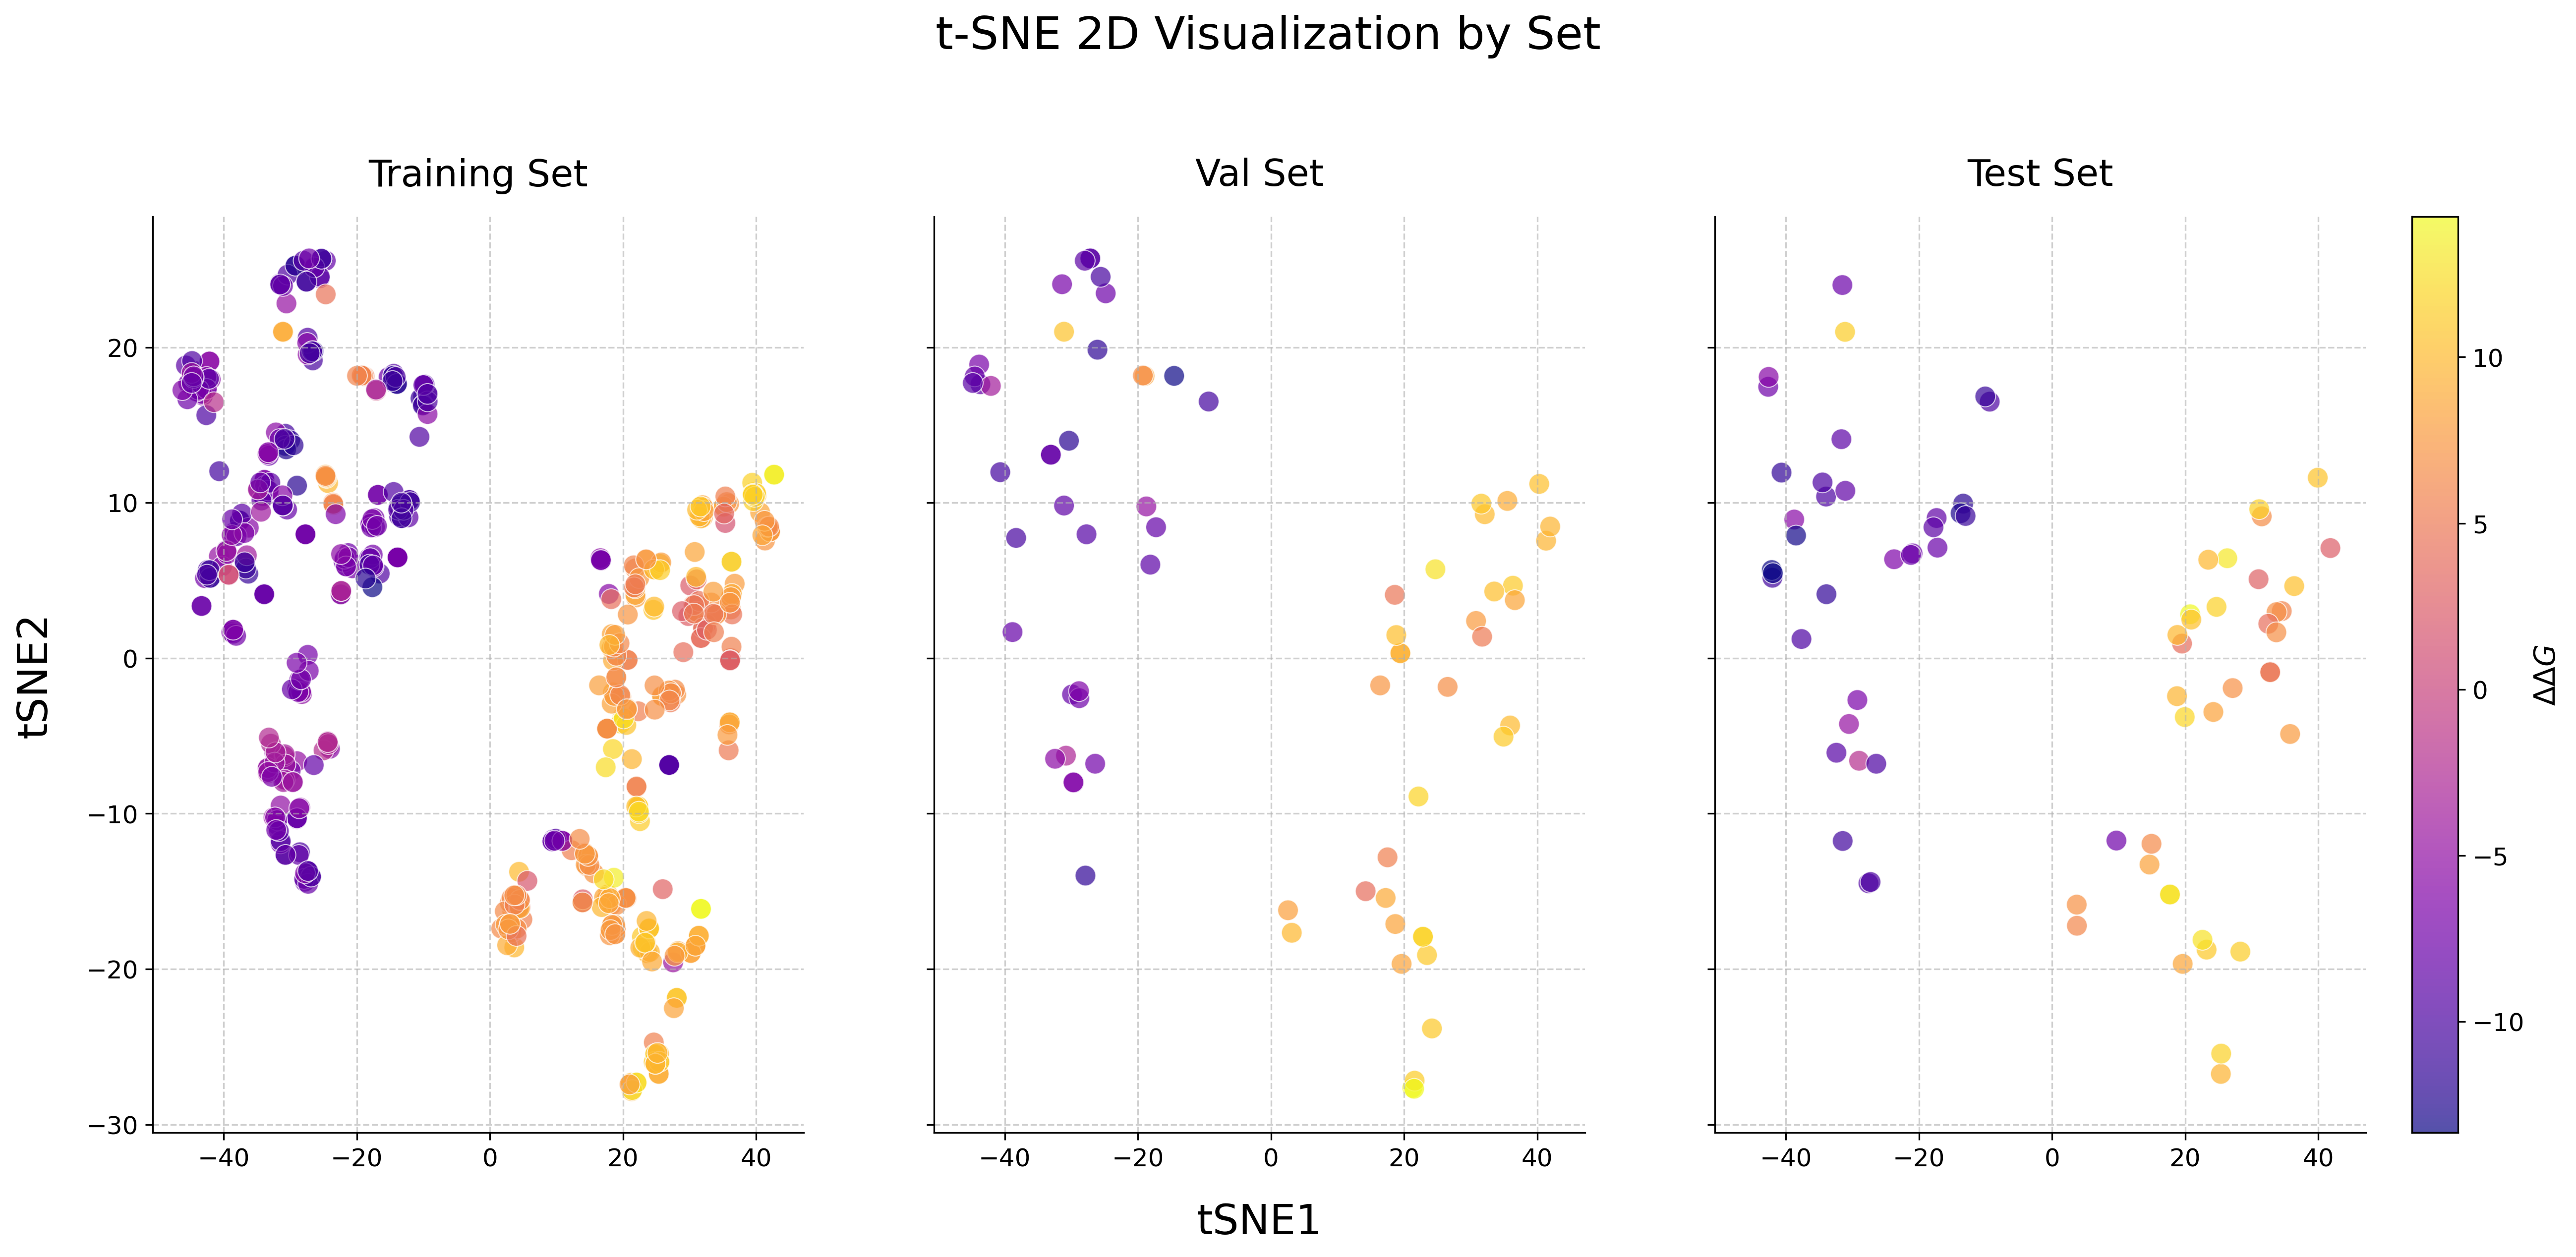 t-SNE 2D Visualization by Set
Training Set
Val Set
Test Set
tSNE2
20
10
0
−10
−20
−30
−40 −20 0 20 40
−40 −20 0 20 40
−40 −20 0 20 40
tSNE1
10
5
0
−5
−10
ΔΔG